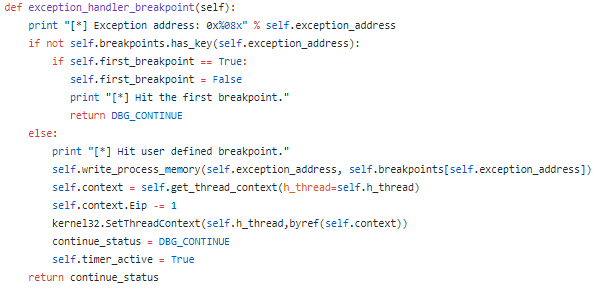 def exception_handler_breakpoint(self):
    print "[*] Exception address: 0x%08x" % self.exception_address
    if not self.breakpoints.has_key(self.exception_address):
        if self.first_breakpoint == True:
            self.first_breakpoint = False
            print "[*] Hit the first breakpoint."
            return DBG_CONTINUE
    else:
        print "[*] Hit user defined breakpoint."
        self.write_process_memory(self.exception_address, self.breakpoints[self.exception_address])
        self.context = self.get_thread_context(h_thread=self.h_thread)
        self.context.Eip -= 1
        kernel32.SetThreadContext(self.h_thread,byref(self.context))
        continue_status = DBG_CONTINUE
        self.timer_active = True
    return continue_status